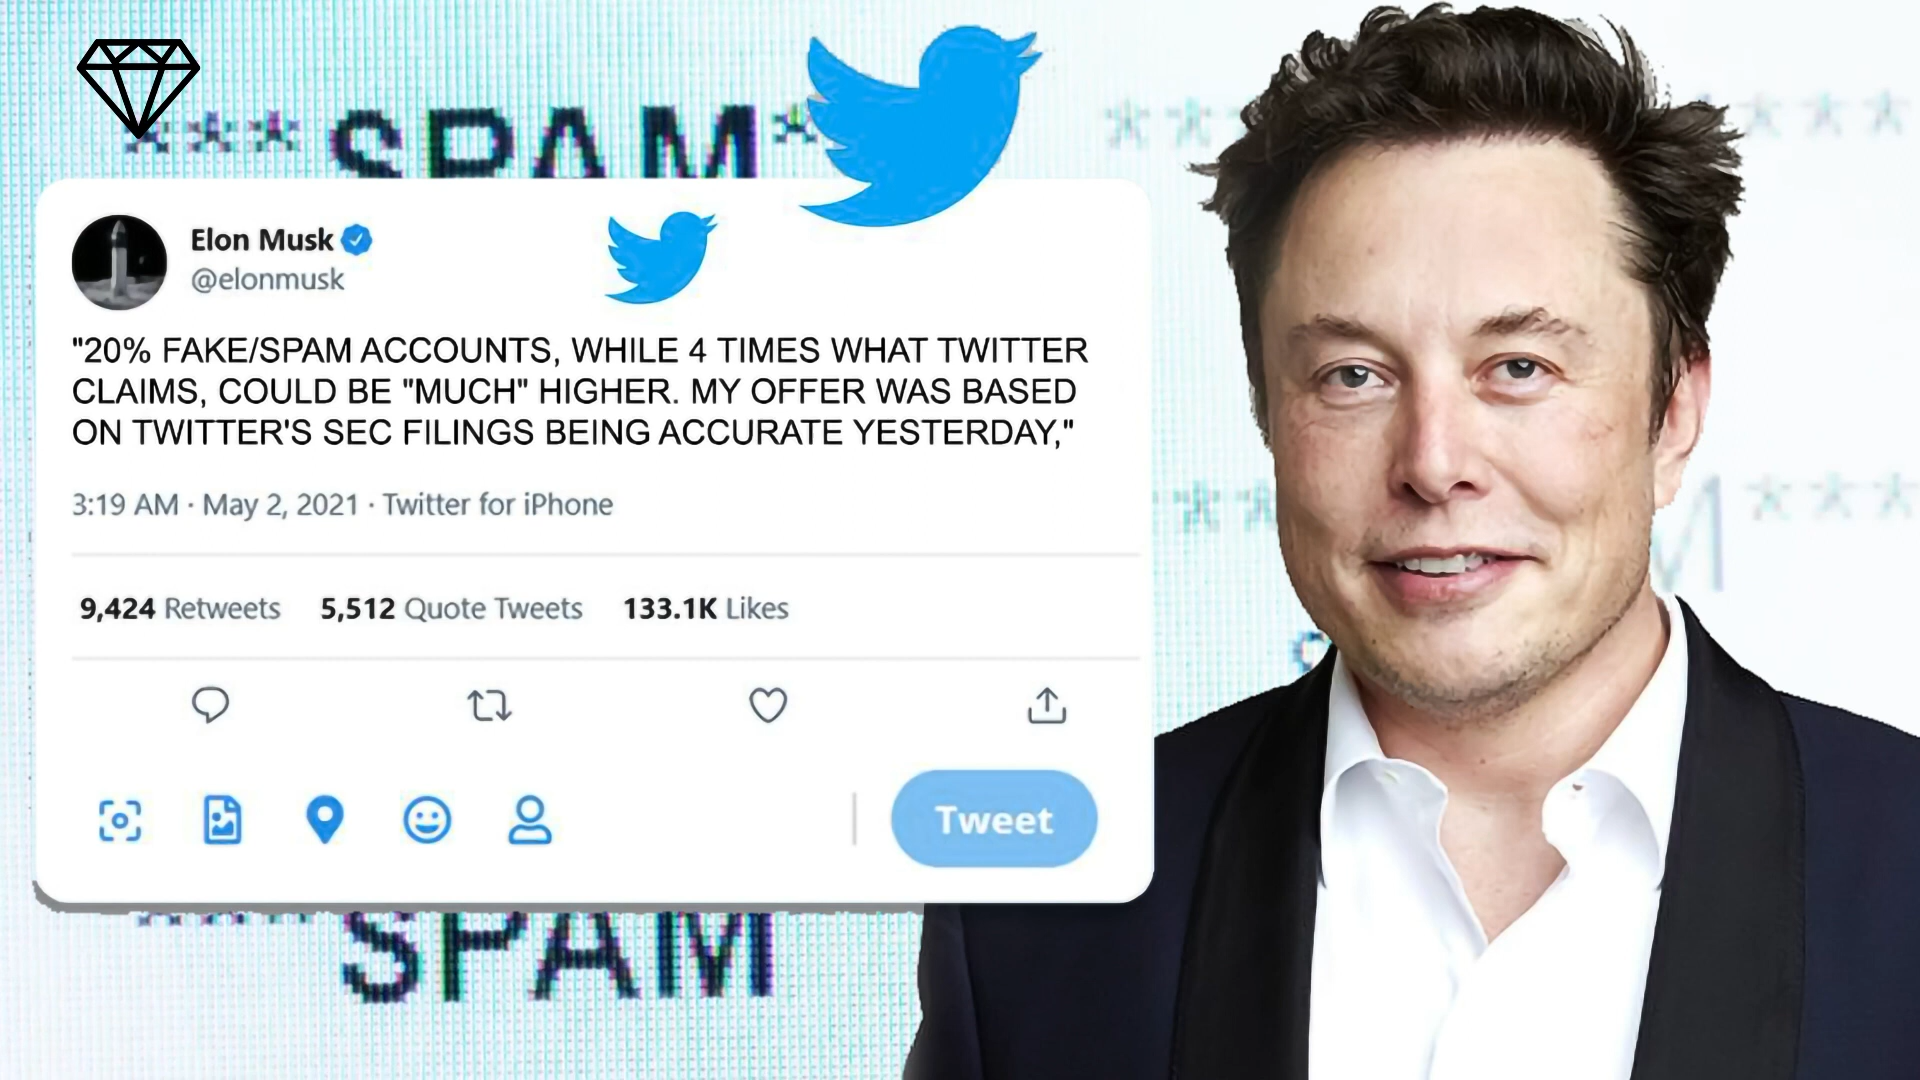 ***SPAM*
***
***
Elon Musk
@elonmusk
"20% FAKE/SPAM ACCOUNTS, WHILE 4 TIMES WHAT TWITTER
CLAIMS, COULD BE "MUCH" HIGHER. MY OFFER WAS BASED
ON TWITTER'S SEC FILINGS BEING ACCURATE YESTERDAY,"
3:19 AM · May 2, 2021 · Twitter for iPhone
9,424 Retweets 5,512 Quote Tweets 133.1K Likes
Tweet
SPAM